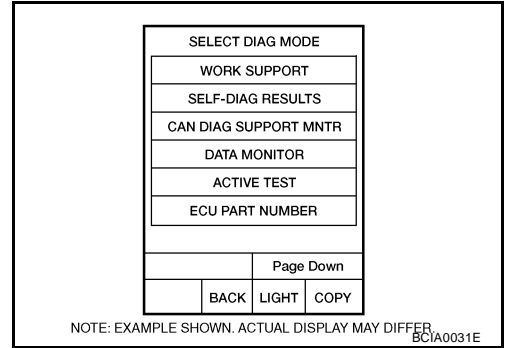 SELECT DIAG MODE
WORK SUPPORT
SELF-DIAG RESULTS
CAN DIAG SUPPORT MNTR
DATA MONITOR
ACTIVE TEST
ECU PART NUMBER
Page Down
BACK LIGHT COPY
NOTE: EXAMPLE SHOWN. ACTUAL DISPLAY MAY DIFFER.
BCIA0031E